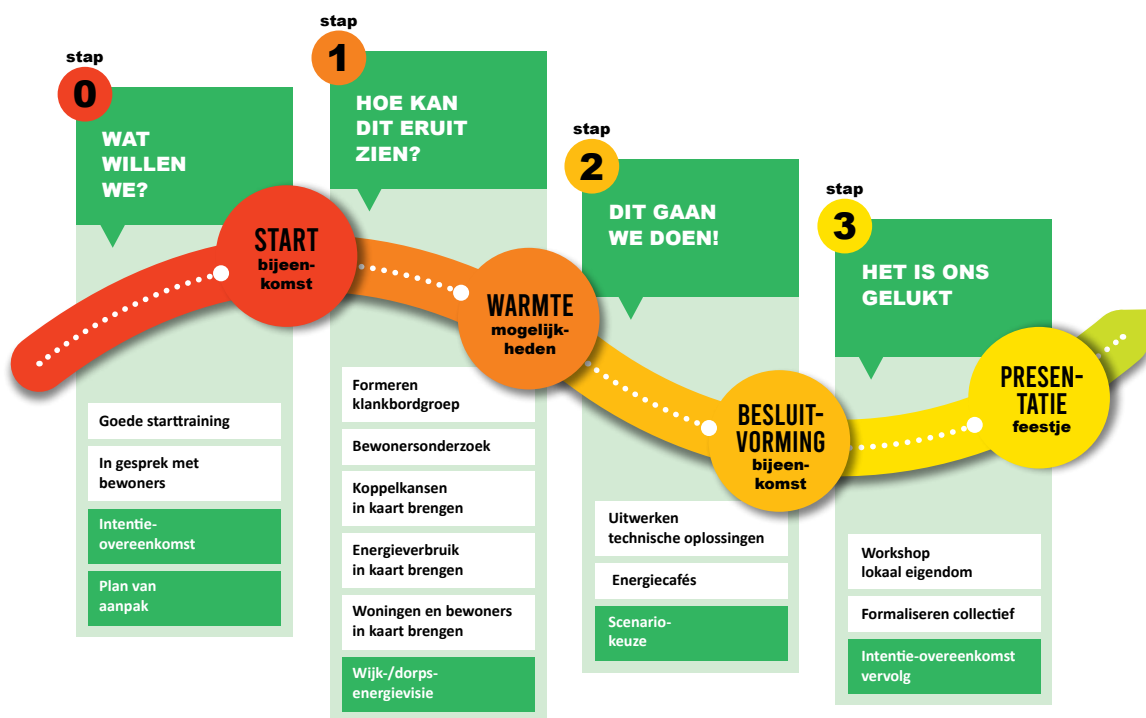 stap
0
WAT
WILLEN
WE?
START
bijeen-
komst
Goede starttraining
In gesprek met
bewoners
Intentie-
overeenkomst
Plan van
aanpak
stap
1
HOE KAN
DIT ERUIT
ZIEN?
WARMTE
mogelijk-
heden
Formeren
klankbordgroep
Bewonersonderzoek
Koppelkansen
in kaart brengen
Energieverbruik
in kaart brengen
Woningen en bewoners
in kaart brengen
Wijk-/dorps-
energievisie
stap
2
DIT GAAN
WE DOEN!
BESLUIT-
VORMING
bijeen-
komst
Uitwerken
technische oplossingen
Energiecafés
Scenario-
keuze
stap
3
HET IS ONS
GELUKT
PRESEN-
TATIE
feestje
Workshop
lokaal eigendom
Formaliseren collectief
Intentie-overeenkomst
vervolg